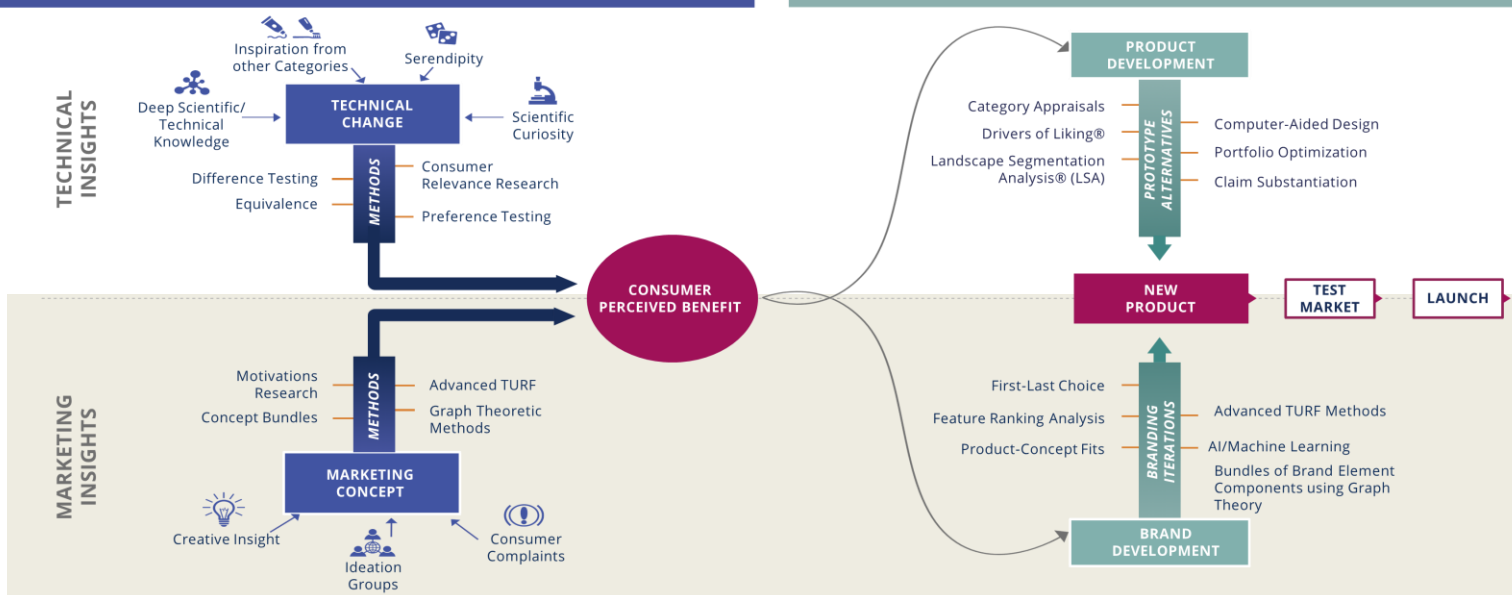 TECHNICAL
INSIGHTS
Inspiration from
other Categories
Serendipity
Deep Scientific/
Technical
Knowledge
TECHNICAL
CHANGE
Scientific
Curiosity
METHODS
Difference Testing
Equivalence
Consumer
Relevance Research
Preference Testing
CONSUMER
PERCEIVED BENEFIT
PRODUCT
DEVELOPMENT
PROTOTYPE
ALTERNATIVES
Category Appraisals
Drivers of Liking®
Landscape Segmentation
Analysis® (LSA)
Computer-Aided Design
Portfolio Optimization
Claim Substantiation
NEW
PRODUCT
TEST
MARKET
LAUNCH
MARKETING
INSIGHTS
METHODS
Motivations
Research
Concept Bundles
Advanced TURF
Graph Theoretic
Methods
MARKETING
CONCEPT
Creative Insight
Ideation
Groups
Consumer
Complaints
BRANDING
ITERATIONS
First-Last Choice
Feature Ranking Analysis
Product-Concept Fits
Advanced TURF Methods
AI/Machine Learning
Bundles of Brand Element
Components using Graph
Theory
BRAND
DEVELOPMENT